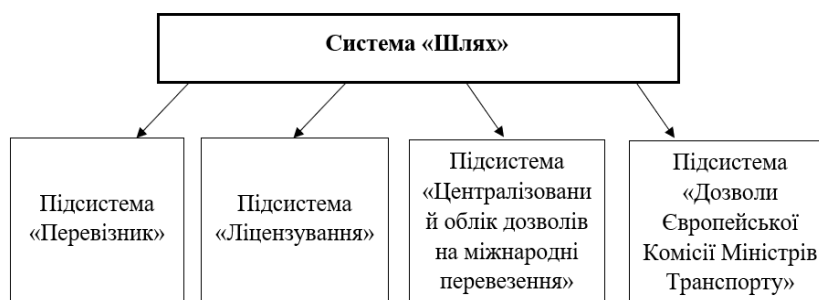 Система «Шлях»
Підсистема
«Перевізник»
Підсистема
«Ліцензування»
Підсистема
«Централізовани
й облік дозволів
на міжнародні
перевезення»
Підсистема
«Дозволи
Європейської
Комісії Міністрів
Транспорту»